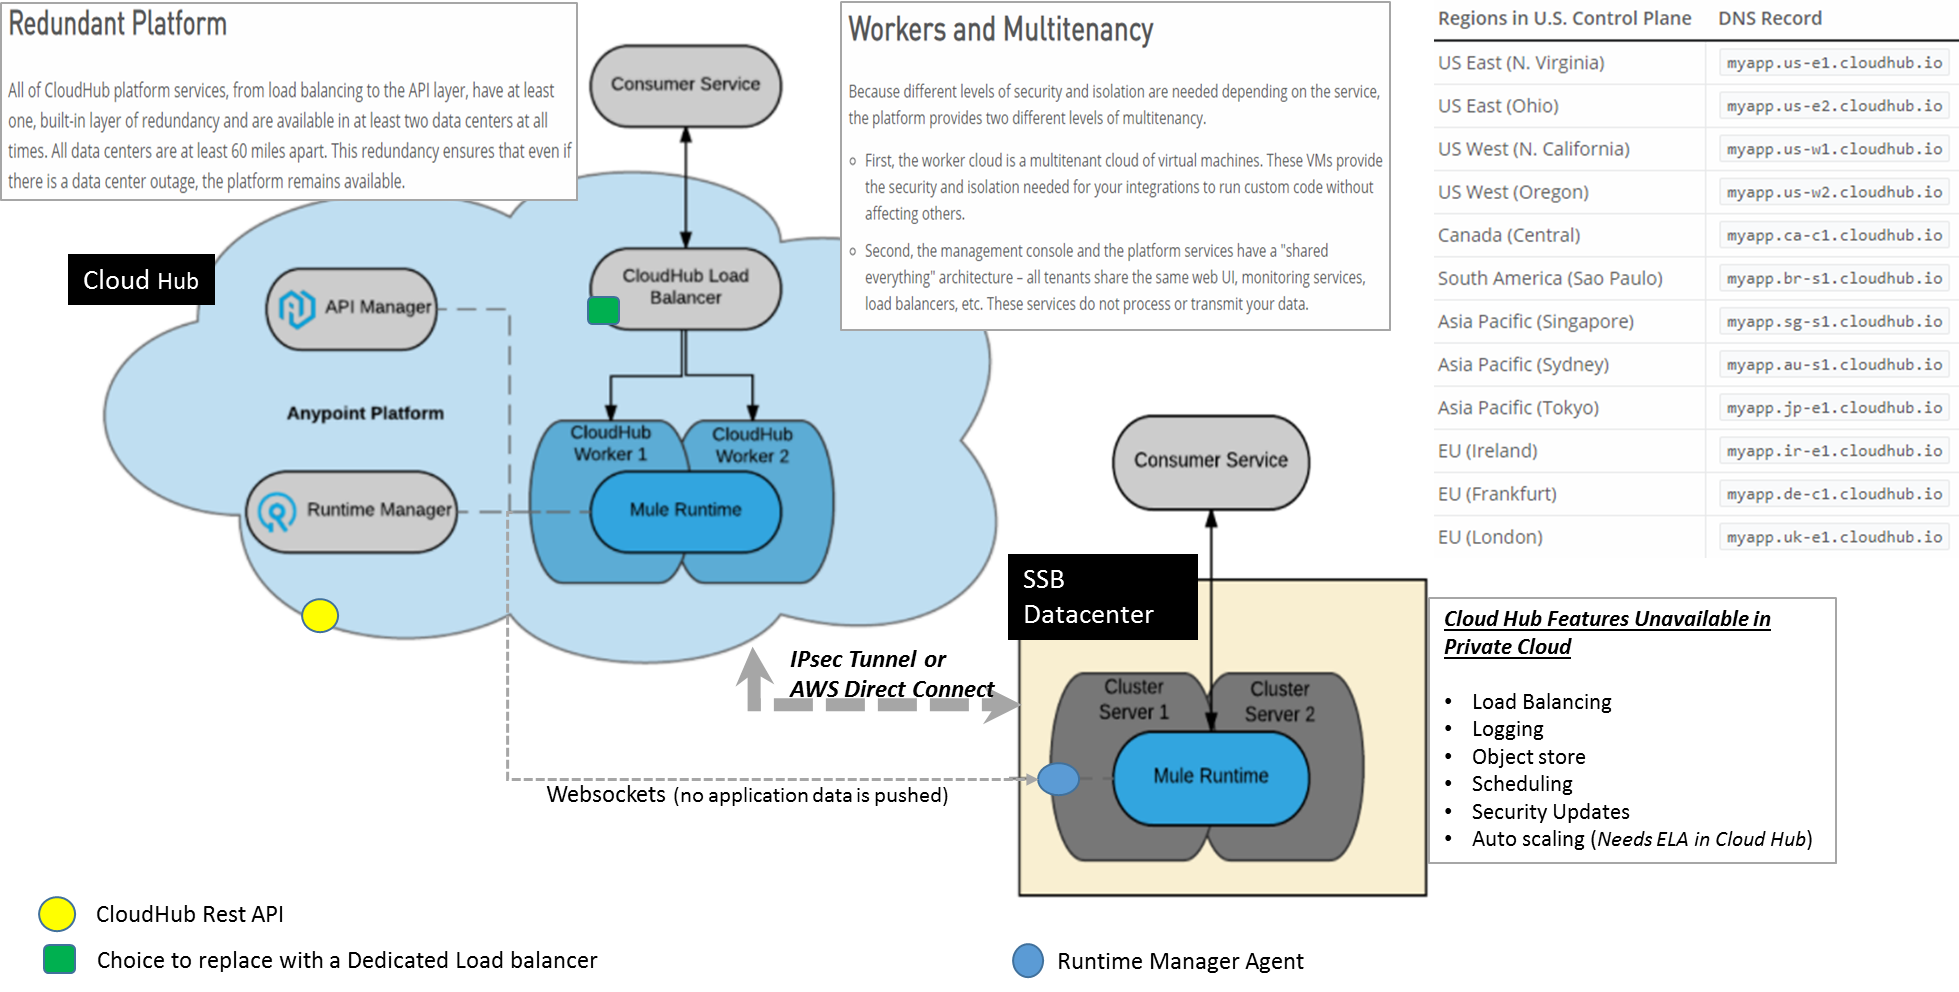 Redundant Platform
All of CloudHub platform services, from load balancing to the API layer, have at least
one, built-in layer of redundancy and are available in at least two data centers at all
times. All data centers are at least 60 miles apart. This redundancy ensures that even if
there is a data center outage, the platform remains available.
Consumer Service
Workers and Multitenancy
Because different levels of security and isolation are needed depending on the service,
the platform provides two different levels of multitenancy.
First, the worker cloud is a multitenant cloud of virtual machines. These VMs provide
the security and isolation needed for your integrations to run custom code without
affecting others.
Second, the management console and the platform services have a "shared
everything" architecture – all tenants share the same web UI, monitoring services,
load balancers, etc. These services do not process or transmit your data.
Regions in U.S. Control Plane DNS Record
US East (N. Virginia) myapp.us-e1.cloudhub.io
US East (Ohio) myapp.us-e2.cloudhub.io
US West (N. California) myapp.us-w1.cloudhub.io
US West (Oregon) myapp.us-w2.cloudhub.io
Canada (Central) myapp.ca-c1.cloudhub.io
South America (Sao Paulo) myapp.br-s1.cloudhub.io
Asia Pacific (Singapore) myapp.sg-s1.cloudhub.io
Asia Pacific (Sydney) myapp.au-s1.cloudhub.io
Asia Pacific (Tokyo) myapp.jp-e1.cloudhub.io
EU (Ireland) myapp.ir-e1.cloudhub.io
EU (Frankfurt) myapp.de-c1.cloudhub.io
EU (London) myapp.uk-e1.cloudhub.io
Cloud Hub
API Manager
CloudHub Load
Balancer
Anypoint Platform
Runtime Manager
CloudHub
Worker 1
CloudHub
Worker 2
Mule Runtime
Consumer Service
SSB
Datacenter
IPsec Tunnel or
AWS Direct Connect
Cluster
Server 1
Cluster
Server 2
Mule Runtime
Websockets (no application data is pushed)
Cloud Hub Features Unavailable in
Private Cloud
• Load Balancing
• Logging
• Object store
• Scheduling
• Security Updates
• Auto scaling (Needs ELA in Cloud Hub)
CloudHub Rest API
Choice to replace with a Dedicated Load balancer
Runtime Manager Agent